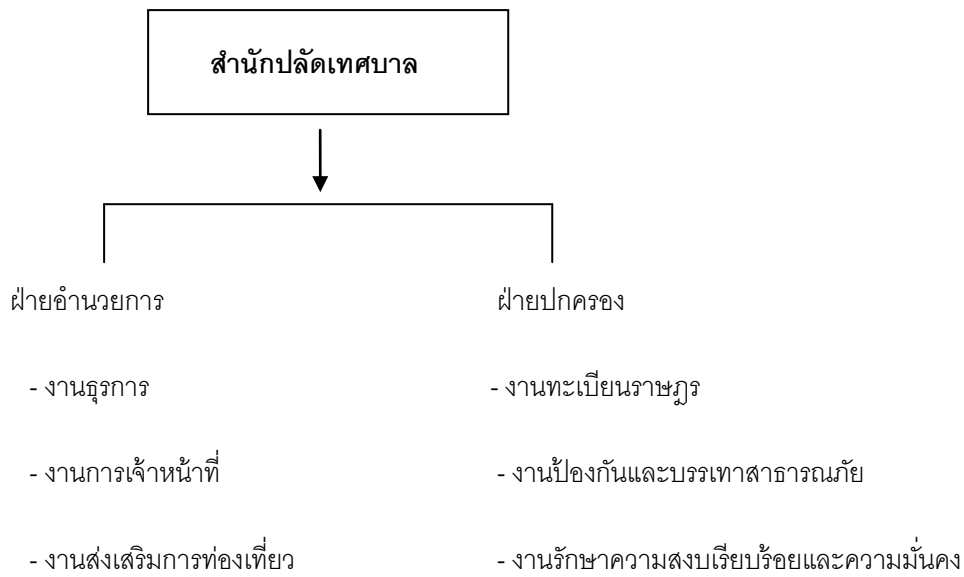 สำนักปลัดเทศบาล
ฝ่ายอำนวยการ
- งานธุรการ
- งานการเจ้าหน้าที่
- งานส่งเสริมการท่องเที่ยว
ฝ่ายปกครอง
- งานทะเบียนราษฎร
- งานป้องกันและบรรเทาสาธารณภัย
- งานรักษาความสงบเรียบร้อยและความมั่นคง